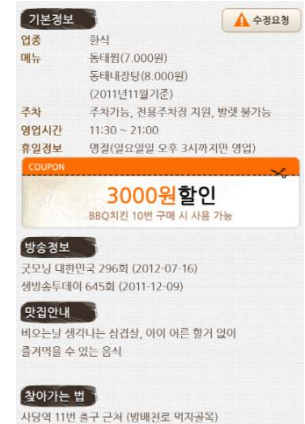 기본정보
수정요청
업종 한식
메뉴 동태찜(7.000원)
동태내장탕(8.000원)
(2011년11월기준)
주차 주차가능, 전용주차장 지원, 발렛 불가능
영업시간 11:30 ~ 21:00
휴일정보 명절(일요일일 오후 3시까지만 영업)
COUPON
3000원할인
BBQ치킨 10번 구매 시 사용 가능
방송정보
굿모닝 대한민국 296회 (2012-07-16)
생방송투데이 645회 (2011-12-09)
맛집안내
비오는날 생각나는 삼겹살, 아이 어른 할거 없이
즐겨먹을 수 있는 음식
찾아가는 법
사당역 11번 출구 근처 (방배천로 먹자골목)